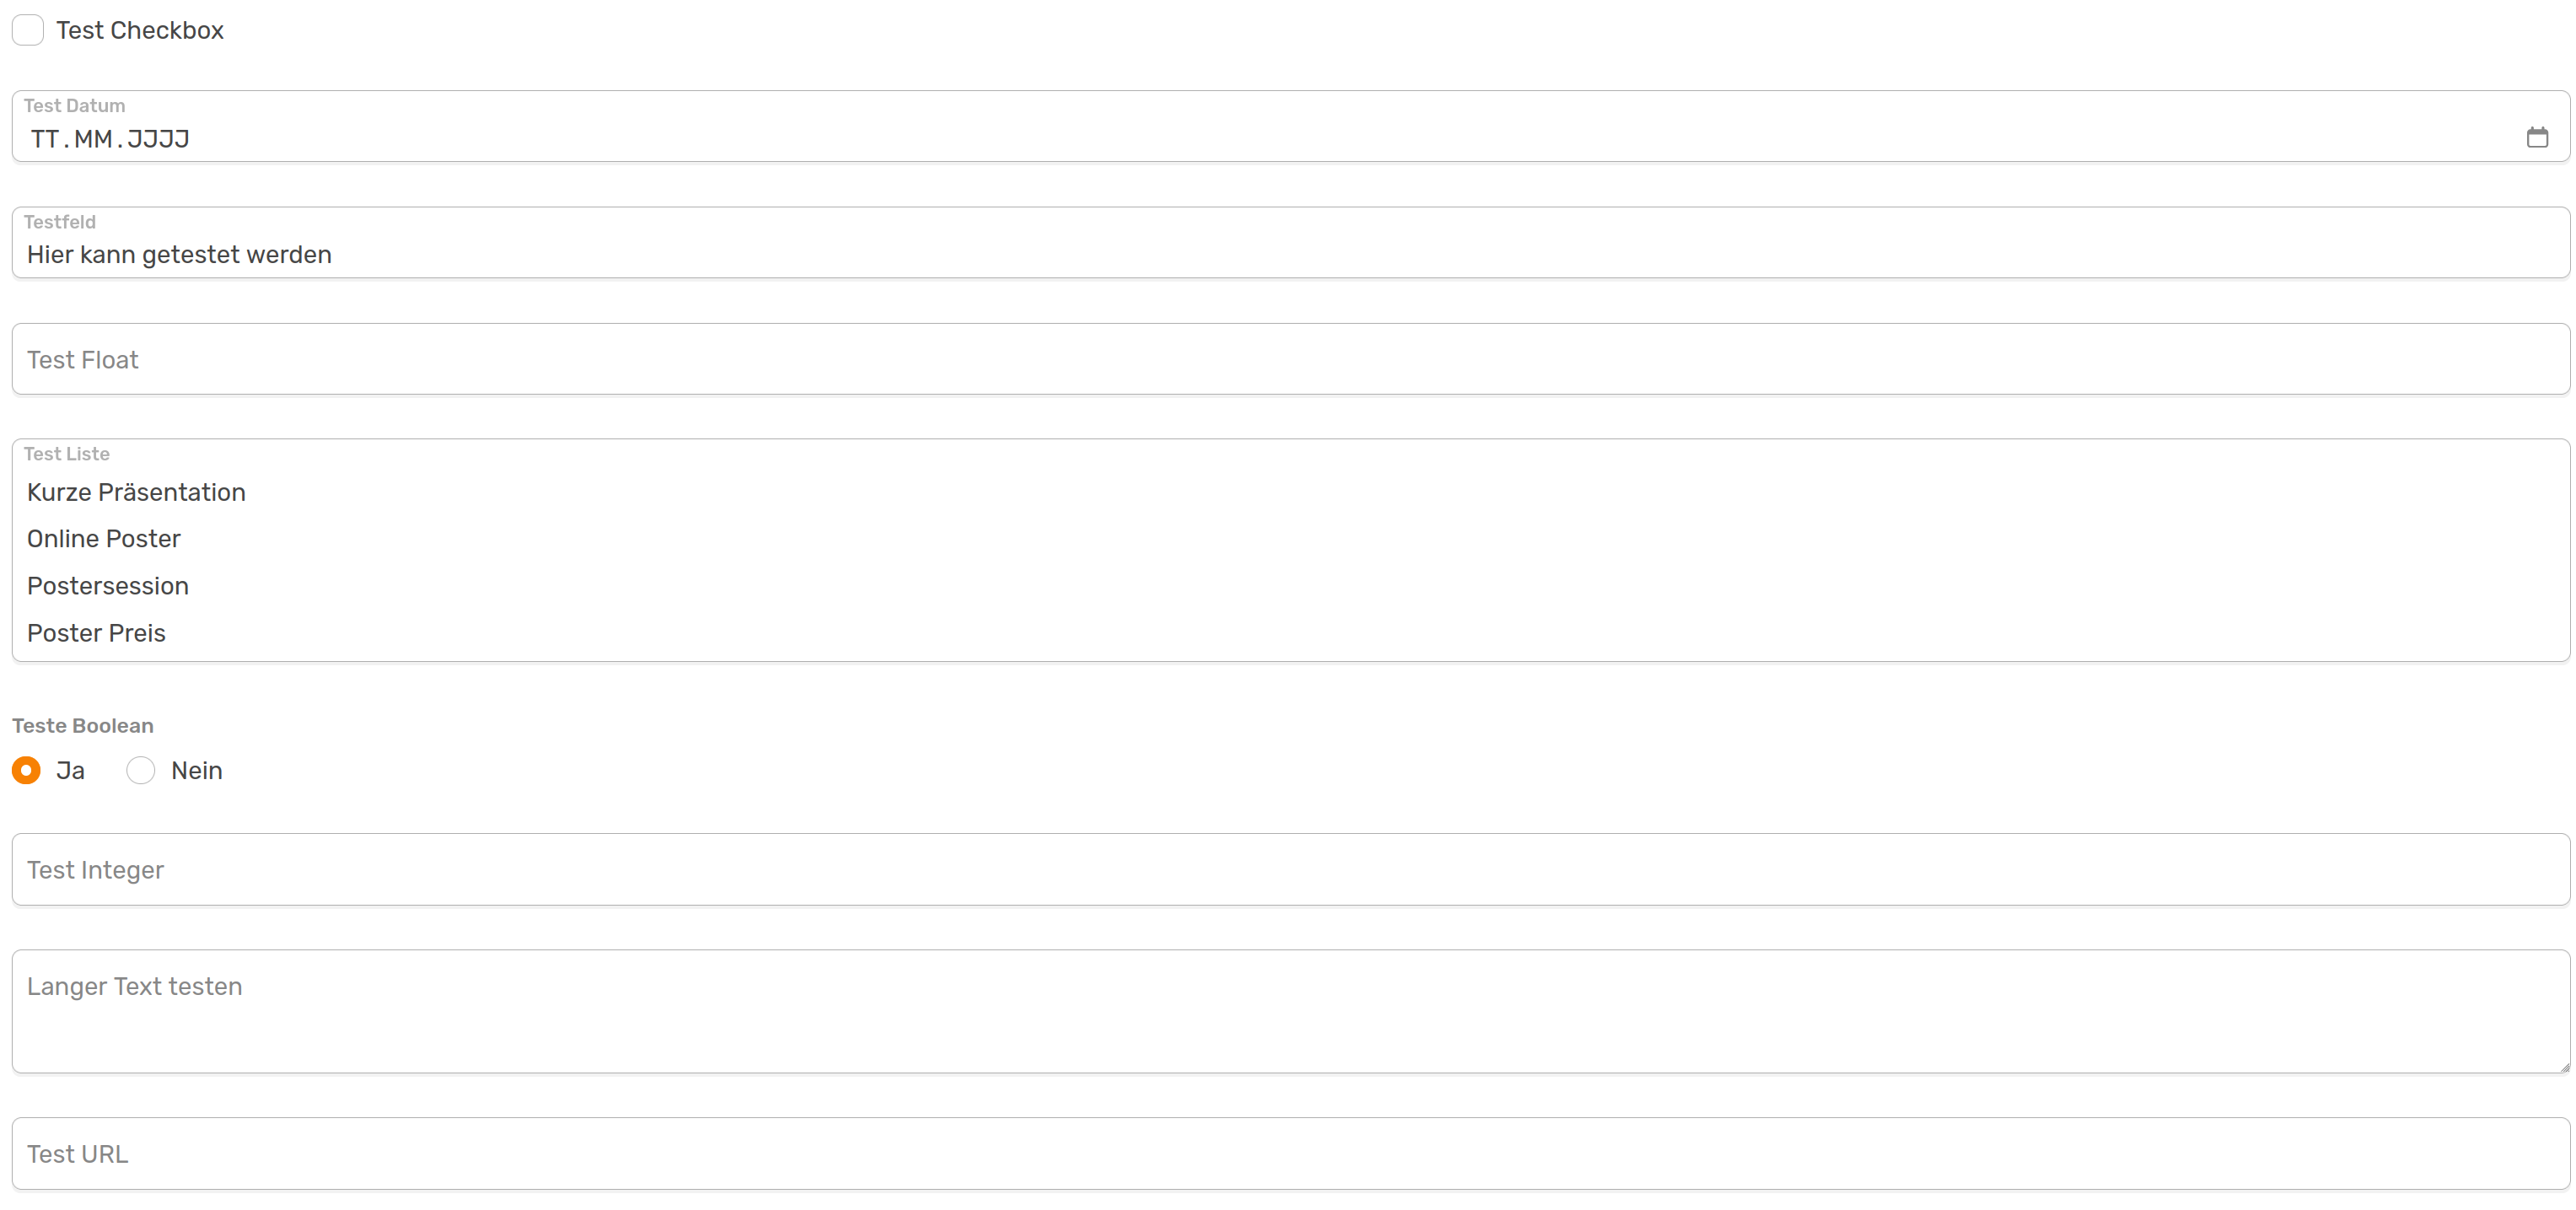 Test Checkbox
Test Datum
TT.MM.JJJJ
Testfeld
Hier kann getestet werden
Test Float
Test Liste
Kurze Präsentation
Online Poster
Postersession
Poster Preis
Teste Boolean
Ja Nein
Test Integer
Langer Text testen
Test URL